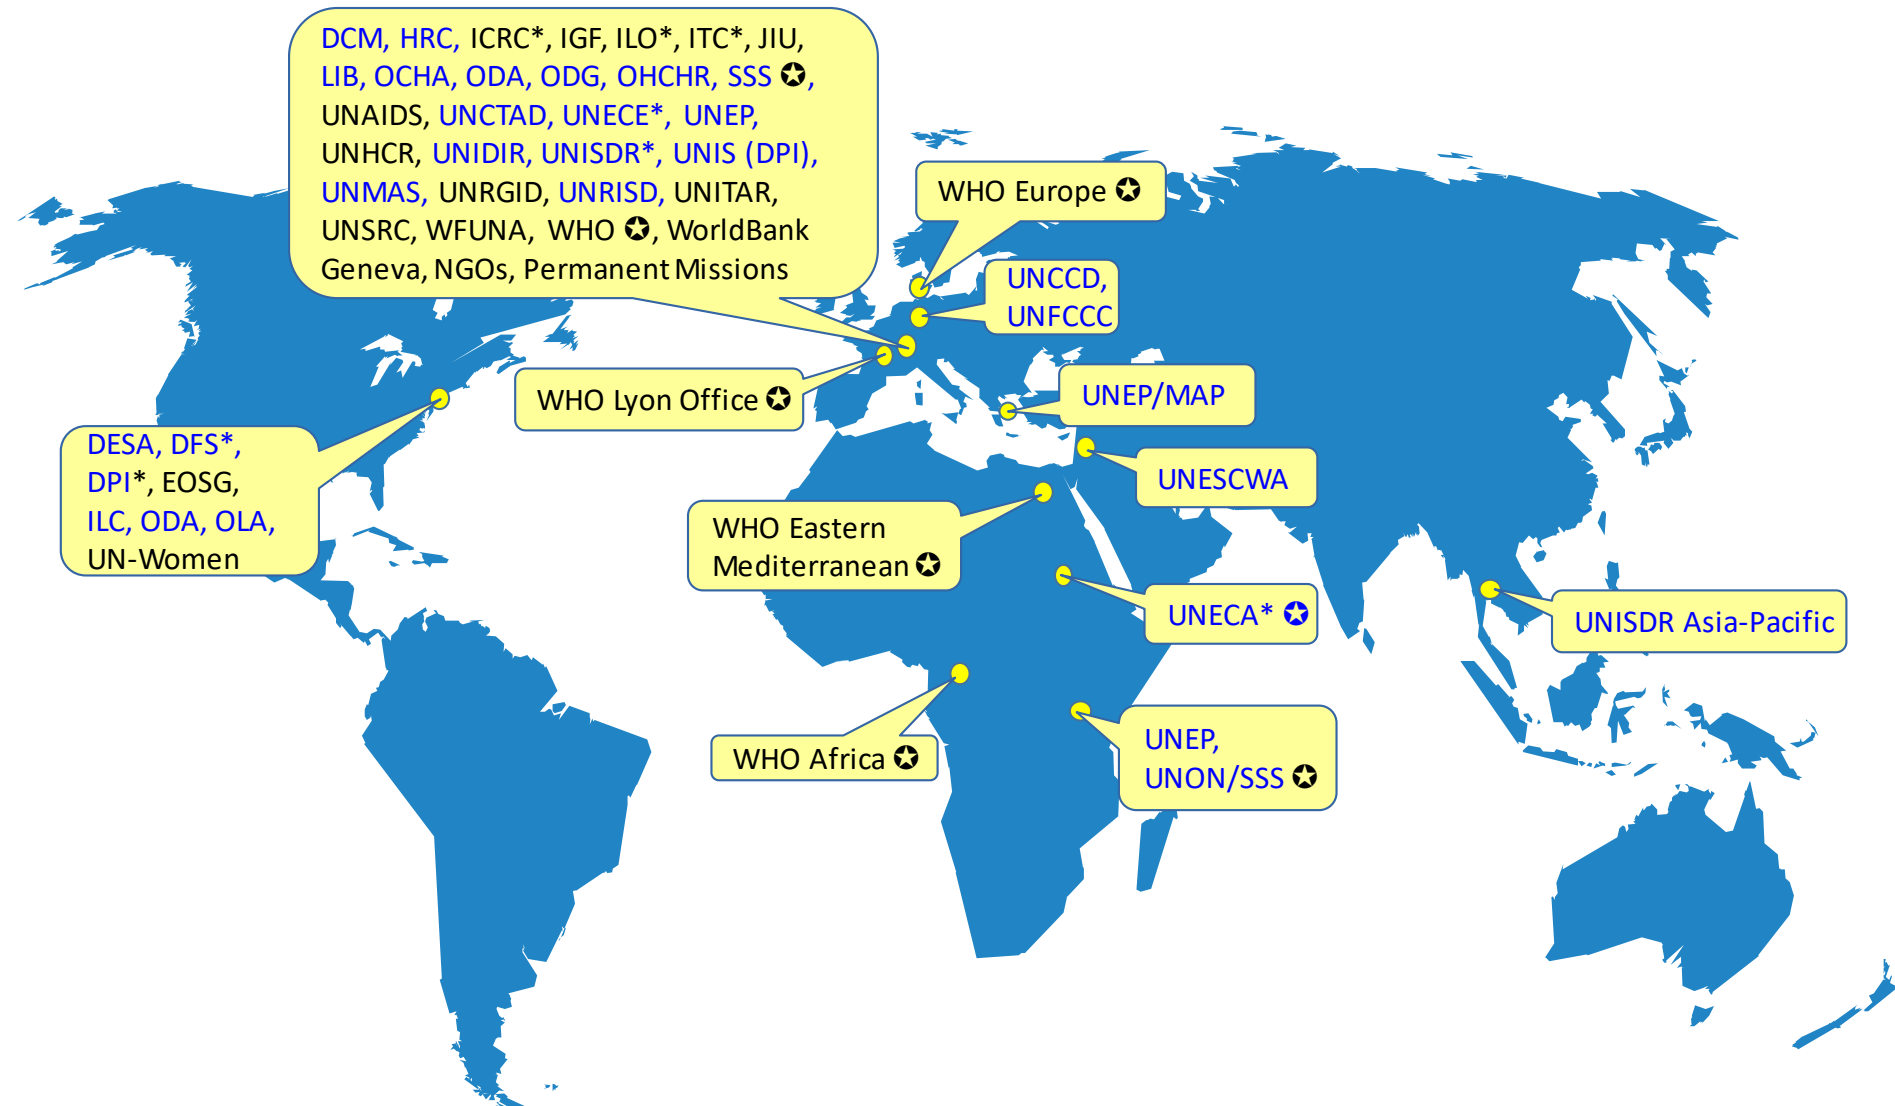 DCM, HRC, ICRC*, IGF, ILO*, ITC*, JIU,
LIB, OCHA, ODA, ODG, OHCHR, SSS ✪,
UNAIDS, UNCTAD, UNECE*, UNEP,
UNHCR, UNIDIR, UNISDR*, UNIS (DPI),
UNMAS, UNRGID, UNRISD, UNITAR,
UNSRC, WFUNA, WHO ✪, WorldBank
Geneva, NGOs, Permanent Missions
WHO Europe ✪
UNCCD,
UNFCCC
WHO Lyon Office ✪
UNEP/MAP
DESA, DFS*,
DPI*, EOSG,
ILC, ODA, OLA,
UN-Women
UNESCWA
WHO Eastern
Mediterranean ✪
UNECA* ✪
UNISDR Asia-Pacific
WHO Africa ✪
UNEP,
UNON/SSS ✪